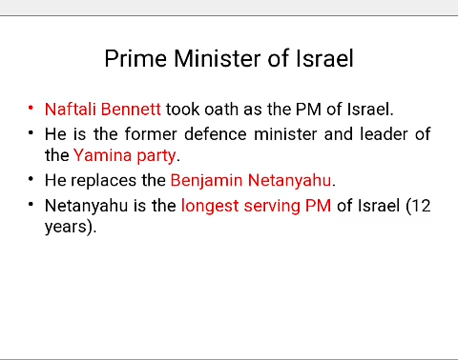 Prime Minister of Israel
• Naftali Bennett took oath as the PM of Israel.
• He is the former defence minister and leader of
the Yamina party.
• He replaces the Benjamin Netanyahu.
• Netanyahu is the longest serving PM of Israel (12
years).